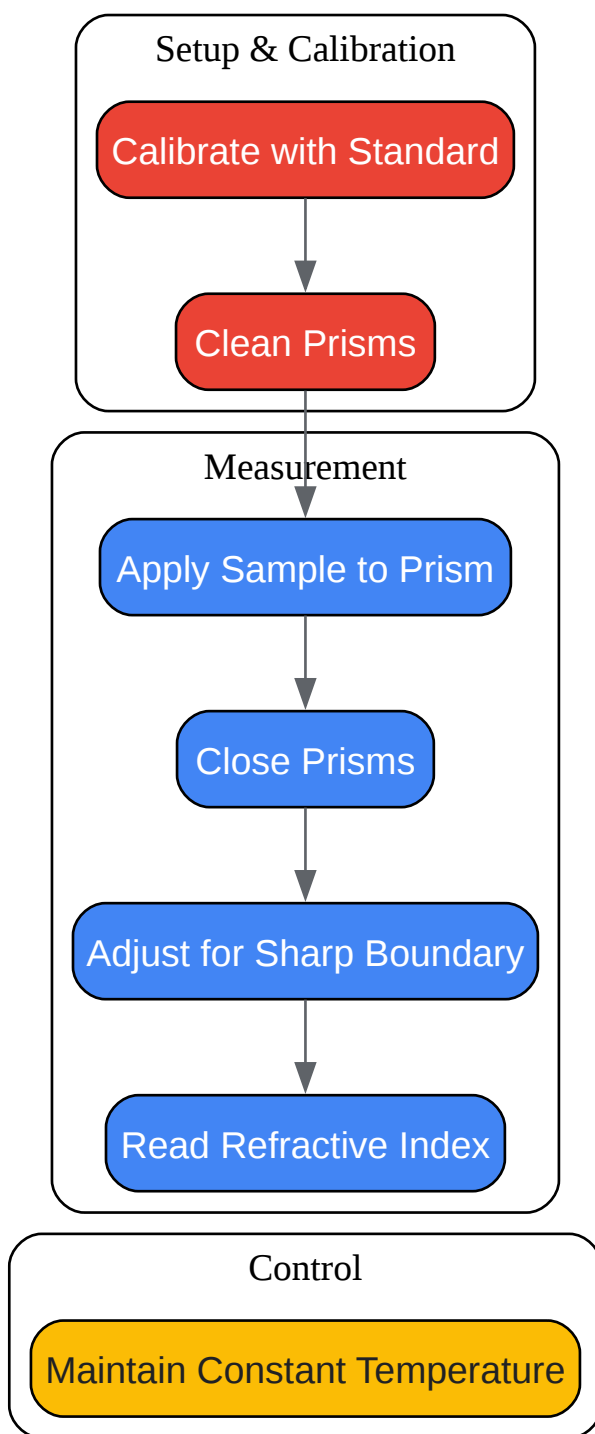 Setup & Calibration
Calibrate with Standard
Clean Prisms
Measurement
Apply Sample to Prism
Close Prisms
Adjust for Sharp Boundary
Read Refractive Index
Control
Maintain Constant Temperature